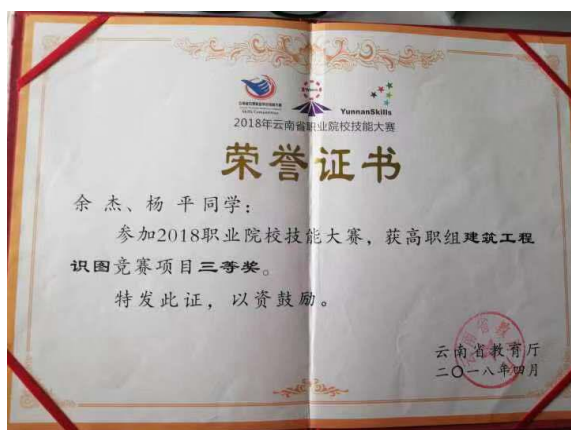 YunnanSkills
2018年云南省职业院校技能大赛
荣誉证书
余 杰、杨 平同学：
参加2018职业院校技能大赛，获高职组建筑工程
识图竞赛项目三等奖。
特发此证，以资鼓励。
云南省教育厅
二〇一八年四月